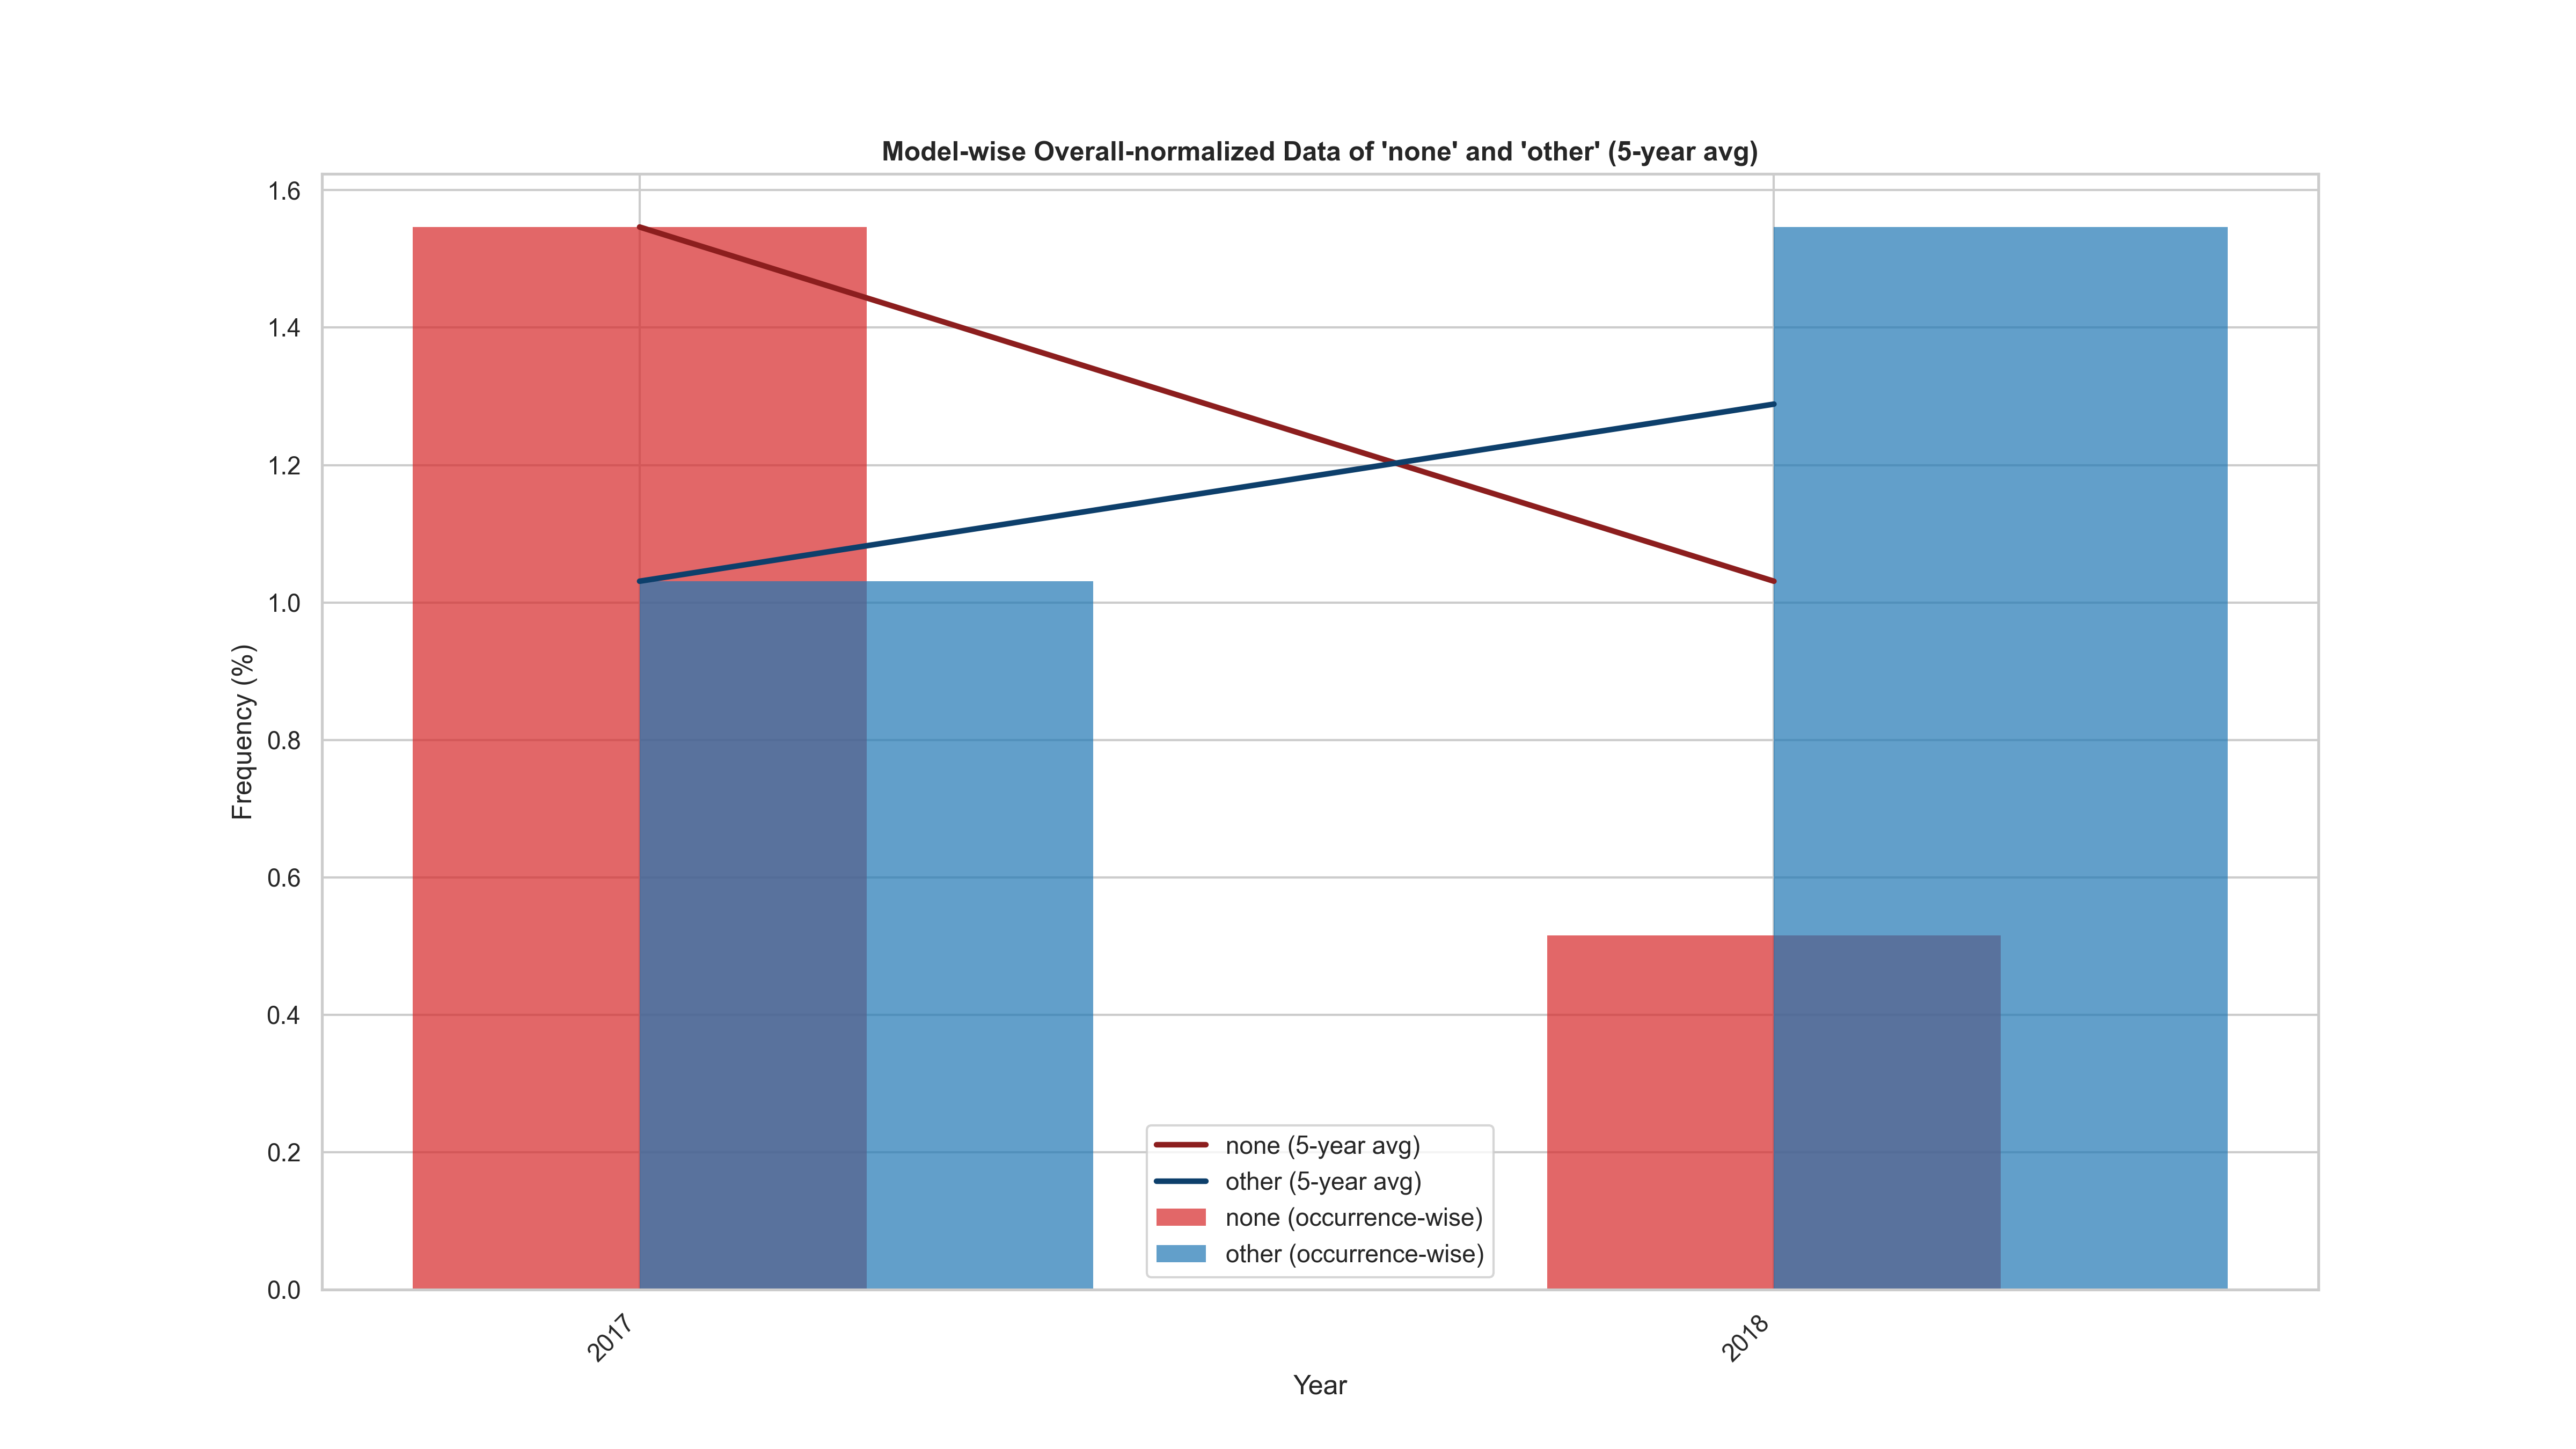 Model-wise Overall-normalized Data of 'none' and 'other' (5-year avg)
1.6
1.4
1.2
1.0
0.8
0.6
0.4
0.2
0.0
Frequency (%)
none (5-year avg)
other (5-year avg)
none (occurrence-wise)
other (occurrence-wise)
2017
2018
Year